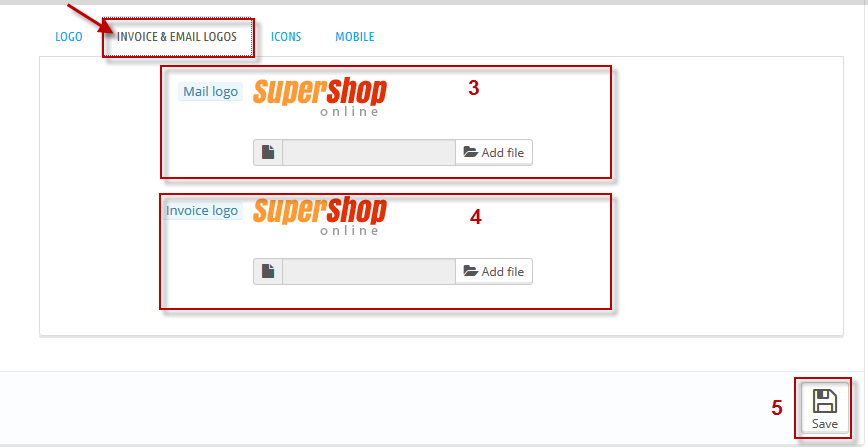 LOGO INVOICE & EMAIL LOGOS ICONS MOBILE
Mail logo supershop 3
online
Add file
Invoice logo supershop 4
online
Add file
5 Save